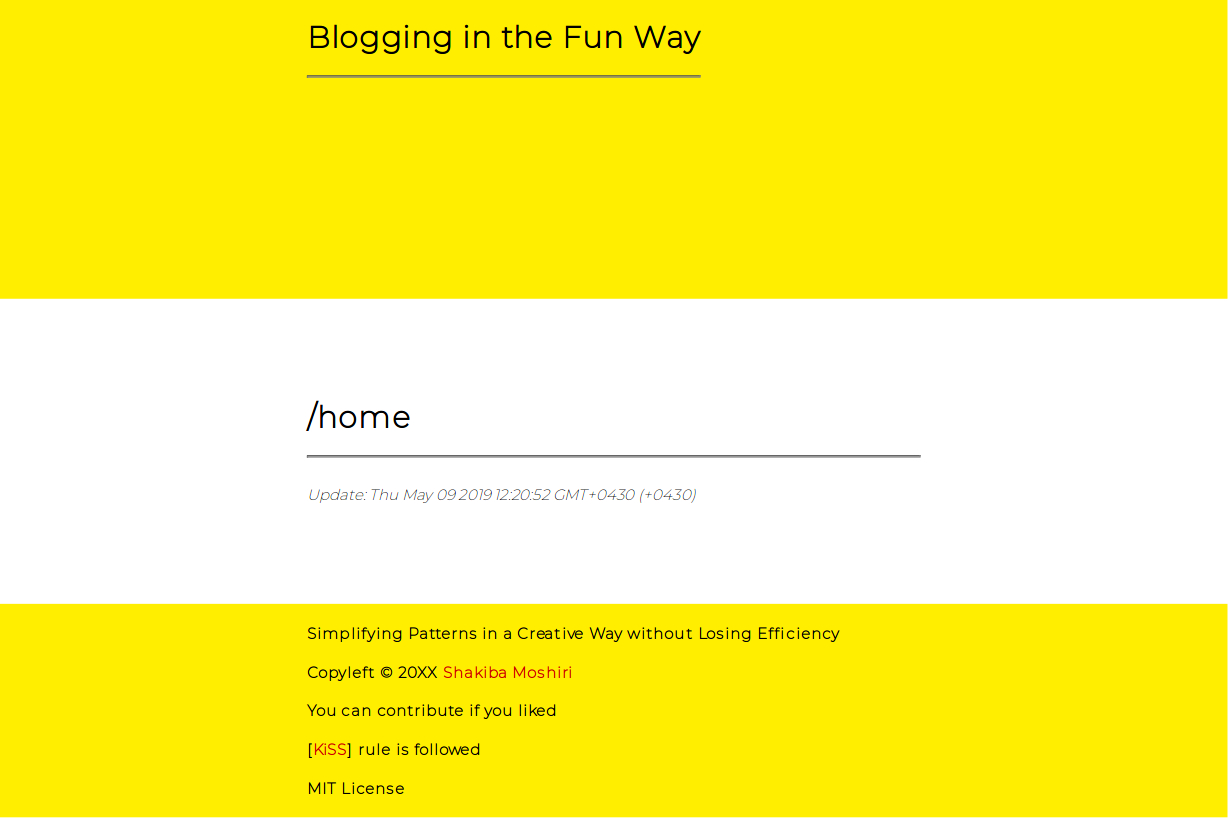 Blogging in the Fun Way
/home
Update: Thu May 09 2019 12:20:52 GMT+0430 (+0430)
Simplifying Patterns in a Creative Way without Losing Efficiency
Copyleft © 20XX Shakiba Moshiri
You can contribute if you liked
[KiSS] rule is followed
MIT License